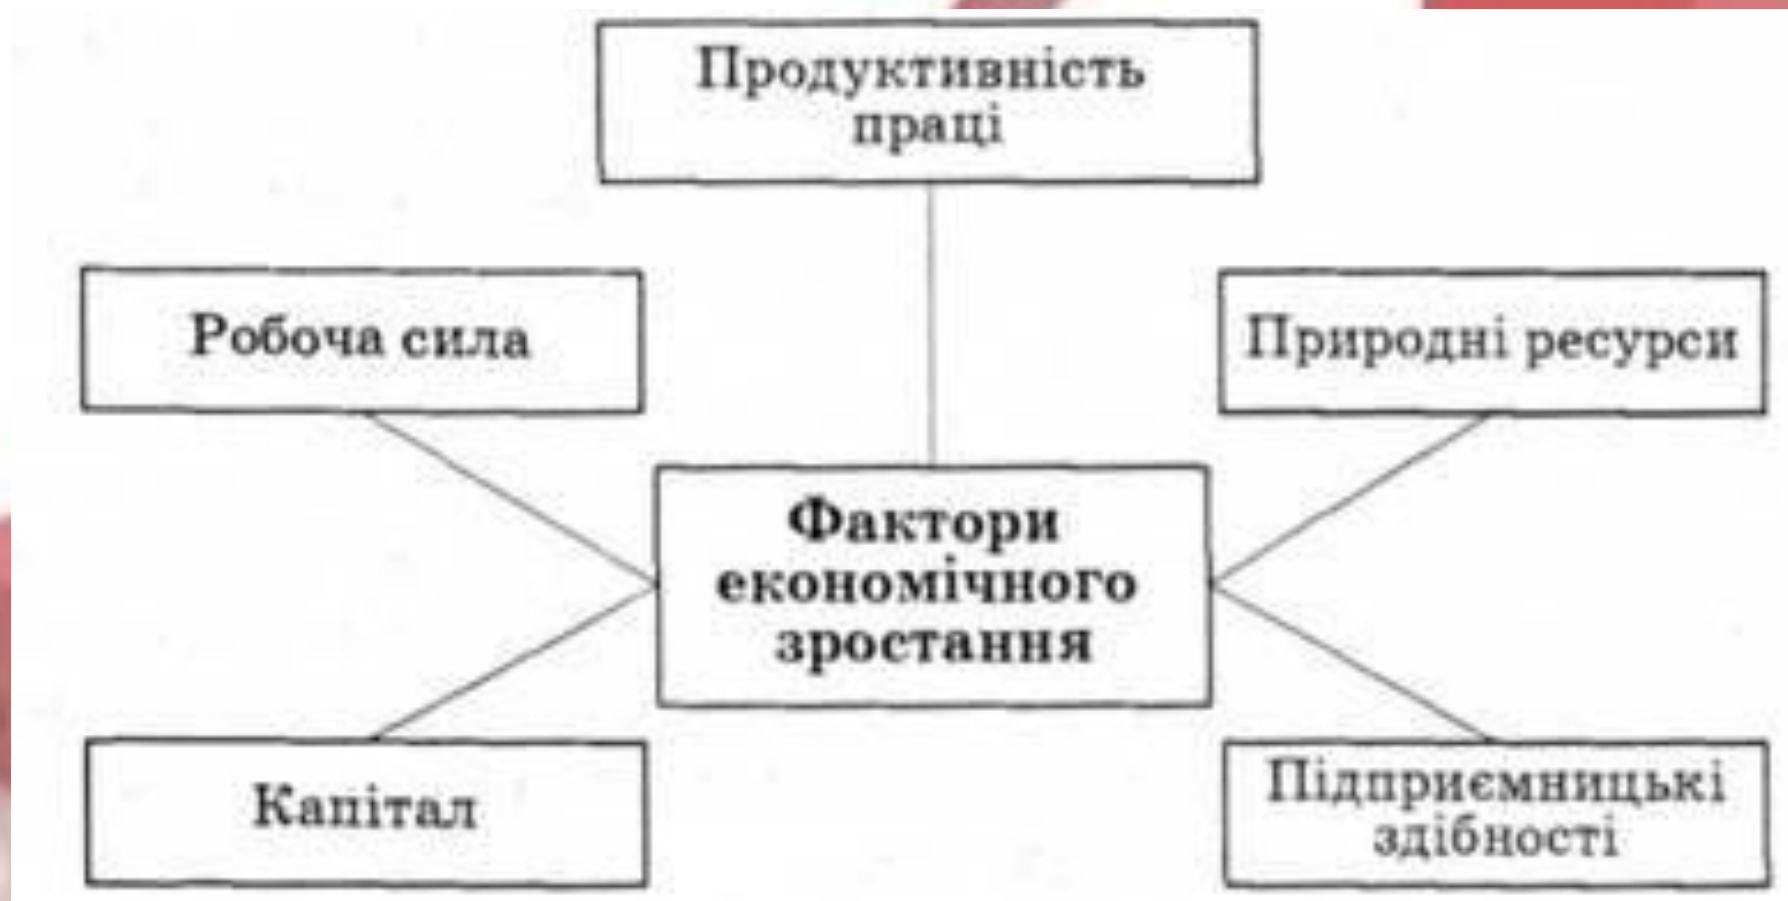 Продуктивність
праці
Робоча сила
Природні ресурси
Фактори
економічного
зростання
Капітал
Підприємницькі
здібності